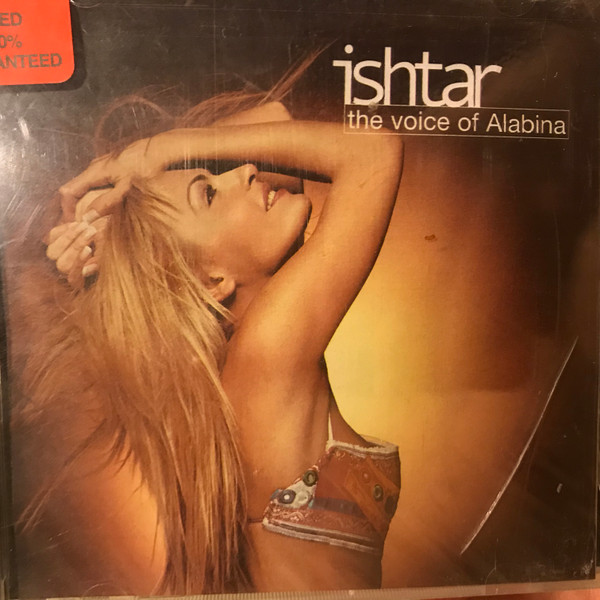 ED
0%
ANTEED
ishtar
the voice of Alabina